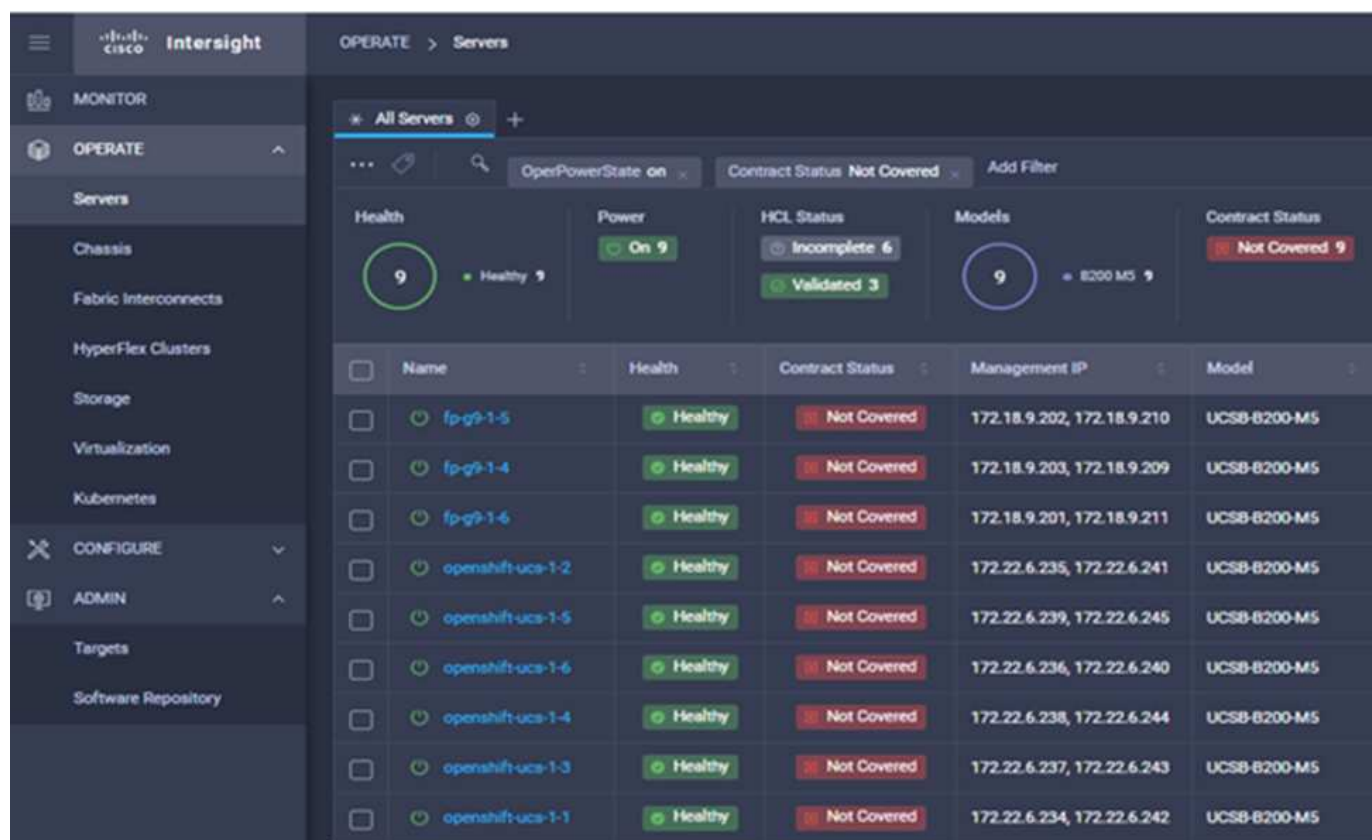 cisco Intersight
OPERATE > Servers
MONITOR
OPERATE
Servers
Chassis
Fabric Interconnects
HyperFlex Clusters
Storage
Virtualization
Kubernetes
CONFIGURE
ADMIN
Targets
Software Repository
All Servers
OperPowerState on × Contract Status Not Covered × Add Filter
Health Power HCL Status Models Contract Status
9 Healthy 9 On 9 Incomplete 6 9 B200 M5 9 Not Covered 9
Validated 3
Name Health Contract Status Management IP Model
fp-g9-1-5 Healthy Not Covered 172.18.9.202, 172.18.9.210 UCSB-B200-M5
fp-g9-1-4 Healthy Not Covered 172.18.9.203, 172.18.9.209 UCSB-B200-M5
fp-g9-1-6 Healthy Not Covered 172.18.9.201, 172.18.9.211 UCSB-B200-M5
openshift-ucs-1-2 Healthy Not Covered 172.22.6.235, 172.22.6.241 UCSB-B200-M5
openshift-ucs-1-5 Healthy Not Covered 172.22.6.239, 172.22.6.245 UCSB-B200-M5
openshift-ucs-1-6 Healthy Not Covered 172.22.6.236, 172.22.6.240 UCSB-B200-M5
openshift-ucs-1-4 Healthy Not Covered 172.22.6.238, 172.22.6.244 UCSB-B200-M5
openshift-ucs-1-3 Healthy Not Covered 172.22.6.237, 172.22.6.243 UCSB-B200-M5
openshift-ucs-1-1 Healthy Not Covered 172.22.6.234, 172.22.6.242 UCSB-B200-M5